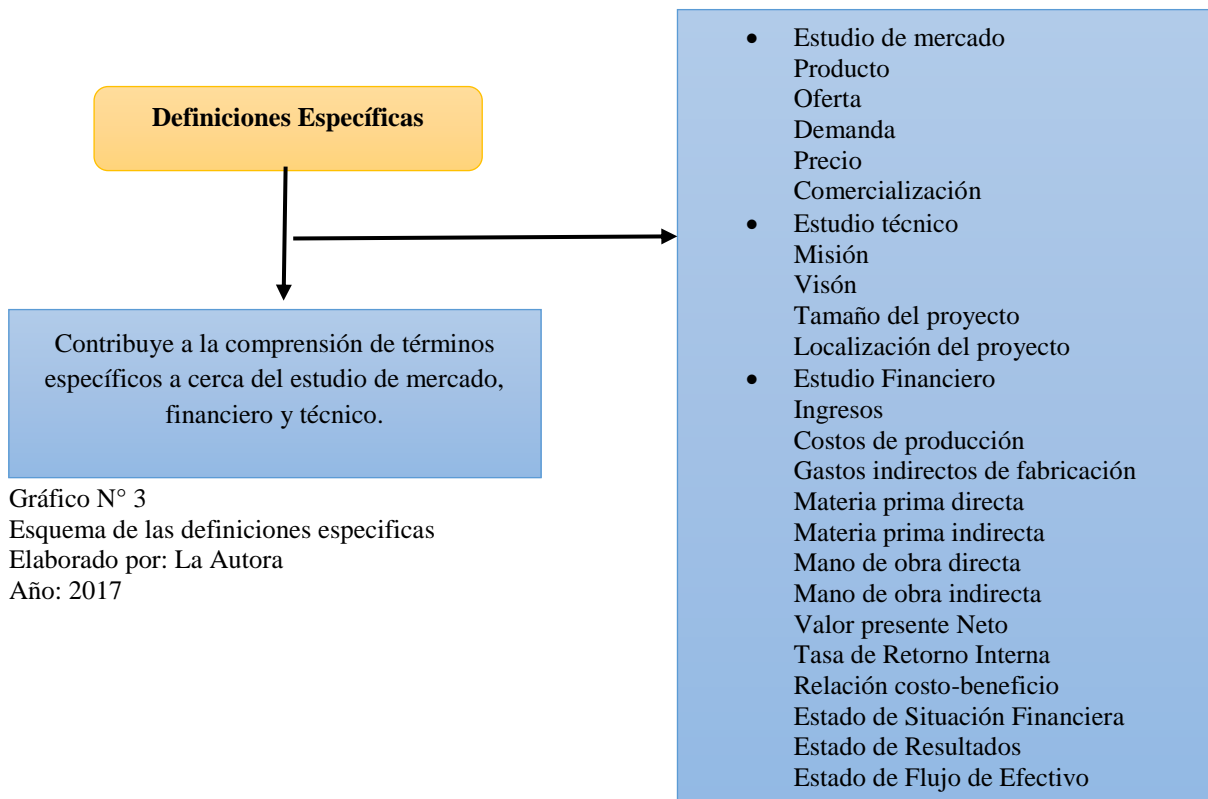 Definiciones Específicas
Contribuye a la comprensión de términos
específicos a cerca del estudio de mercado,
financiero y técnico.
Gráfico N° 3
Esquema de las definiciones especificas
Elaborado por: La Autora
Año: 2017
• Estudio de mercado
Producto
Oferta
Demanda
Precio
Comercialización
• Estudio técnico
Misión
Visón
Tamaño del proyecto
Localización del proyecto
• Estudio Financiero
Ingresos
Costos de producción
Gastos indirectos de fabricación
Materia prima directa
Materia prima indirecta
Mano de obra directa
Mano de obra indirecta
Valor presente Neto
Tasa de Retorno Interna
Relación costo-beneficio
Estado de Situación Financiera
Estado de Resultados
Estado de Flujo de Efectivo